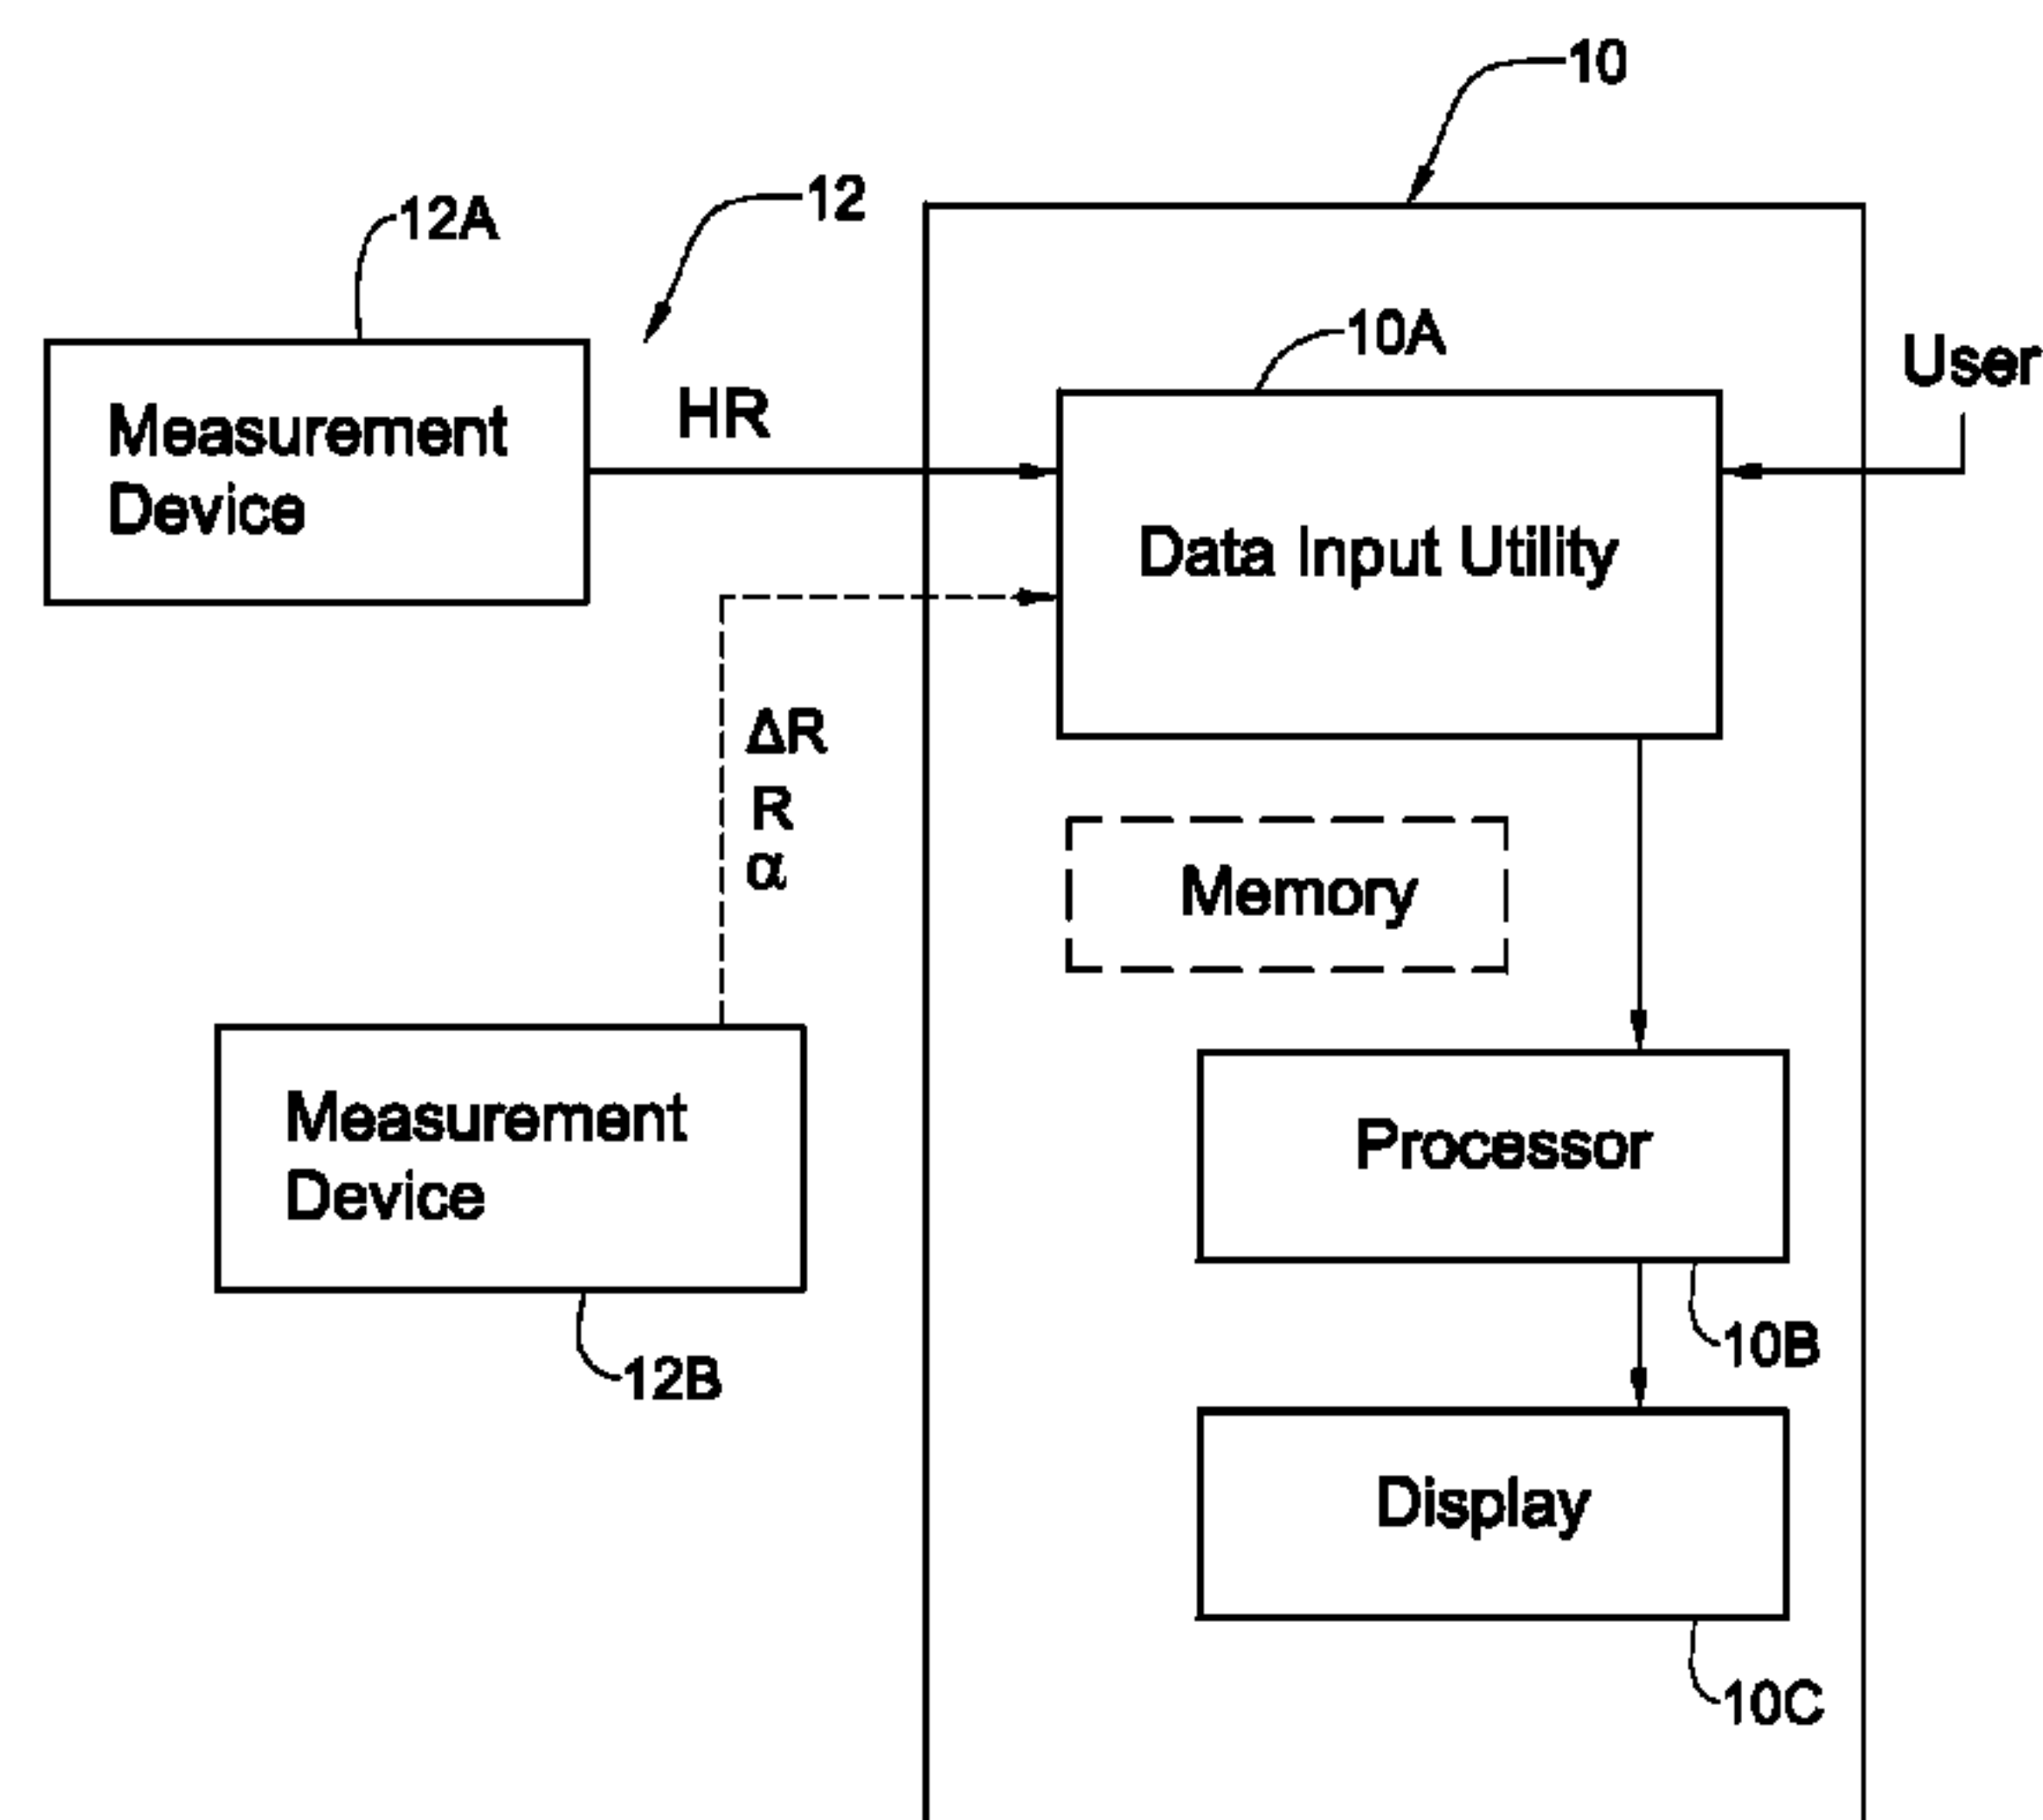 10
12
12A
10A
User
HR
Measurement
Device
Data Input Utility
ΔR
R
α
Memory
Measurement
Device
Processor
10B
12B
Display
10C